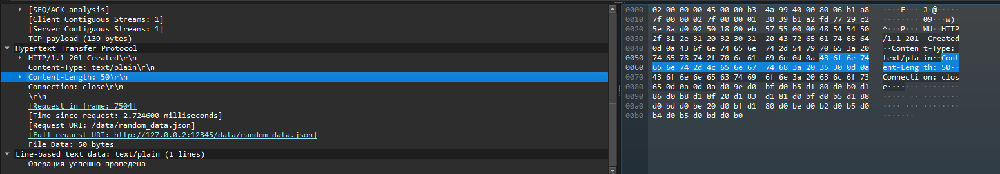 [SEQ/ACK analysis]
[Client Contiguous Streams: 1]
[Server Contiguous Streams: 1]
TCP payload (139 bytes)
Hypertext Transfer Protocol
HTTP/1.1 201 Created\r\n
Content-Type: text/plain\r\n
Content-Length: 50\r\n
Connection: close\r\n
\r\n
[Request in frame: 7504]
[Time since request: 2.724600 milliseconds]
[Request URI: /data/random_data.json]
[Full request URI: http://127.0.0.2:12345/data/random_data.json]
File Data: 50 bytes
Line-based text data: text/plain (1 lines)
Операция успешно проведена
0000 02 00 00 00 45 00 00 b3 4a 99 40 00 80 06 b1 a8 ····E··· J·@·····
0010 7f 00 00 02 7f 00 00 01 30 39 b1 a2 fd 77 29 c2 ········ 09···w)·
0020 5e 8a d0 02 50 18 00 eb 57 55 00 00 48 54 54 50 ^···P··· WU··HTTP
0030 2f 31 2e 31 20 32 30 31 20 43 72 65 61 74 65 64 /1.1 201 Created
0040 0d 0a 43 6f 6e 74 65 6e 74 2d 54 79 70 65 3a 20 ··Conten t-Type:
0050 74 65 78 74 2f 70 6c 61 69 6e 0d 0a 43 6f 6e 74 text/pla in··Cont
0060 65 6e 74 2d 4c 65 6e 67 74 68 3a 20 35 30 0d 0a ent-Leng th: 50··
0070 43 6f 6e 6e 65 63 74 69 6f 6e 3a 20 63 6c 6f 73 Connecti on: clos
0080 65 0d 0a 0d 0a d0 9e d0 bf d0 b5 d1 80 d0 b0 d1 e······· ········
0090 86 d0 b8 d1 8f 20 d1 83 d1 81 d0 bf d0 b5 d1 88 ····· ·· ········
00a0 d0 bd d0 be 20 d0 bf d1 80 d0 be d0 b2 d0 b5 d0 ···· ··· ········
00b0 b4 d0 b5 d0 bd d0 b0 ·······